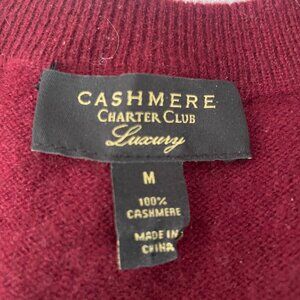 CASHMERE
CHARTER CLUB
Luxury
M
100%
CASHMERE
MADE IN
CHINA